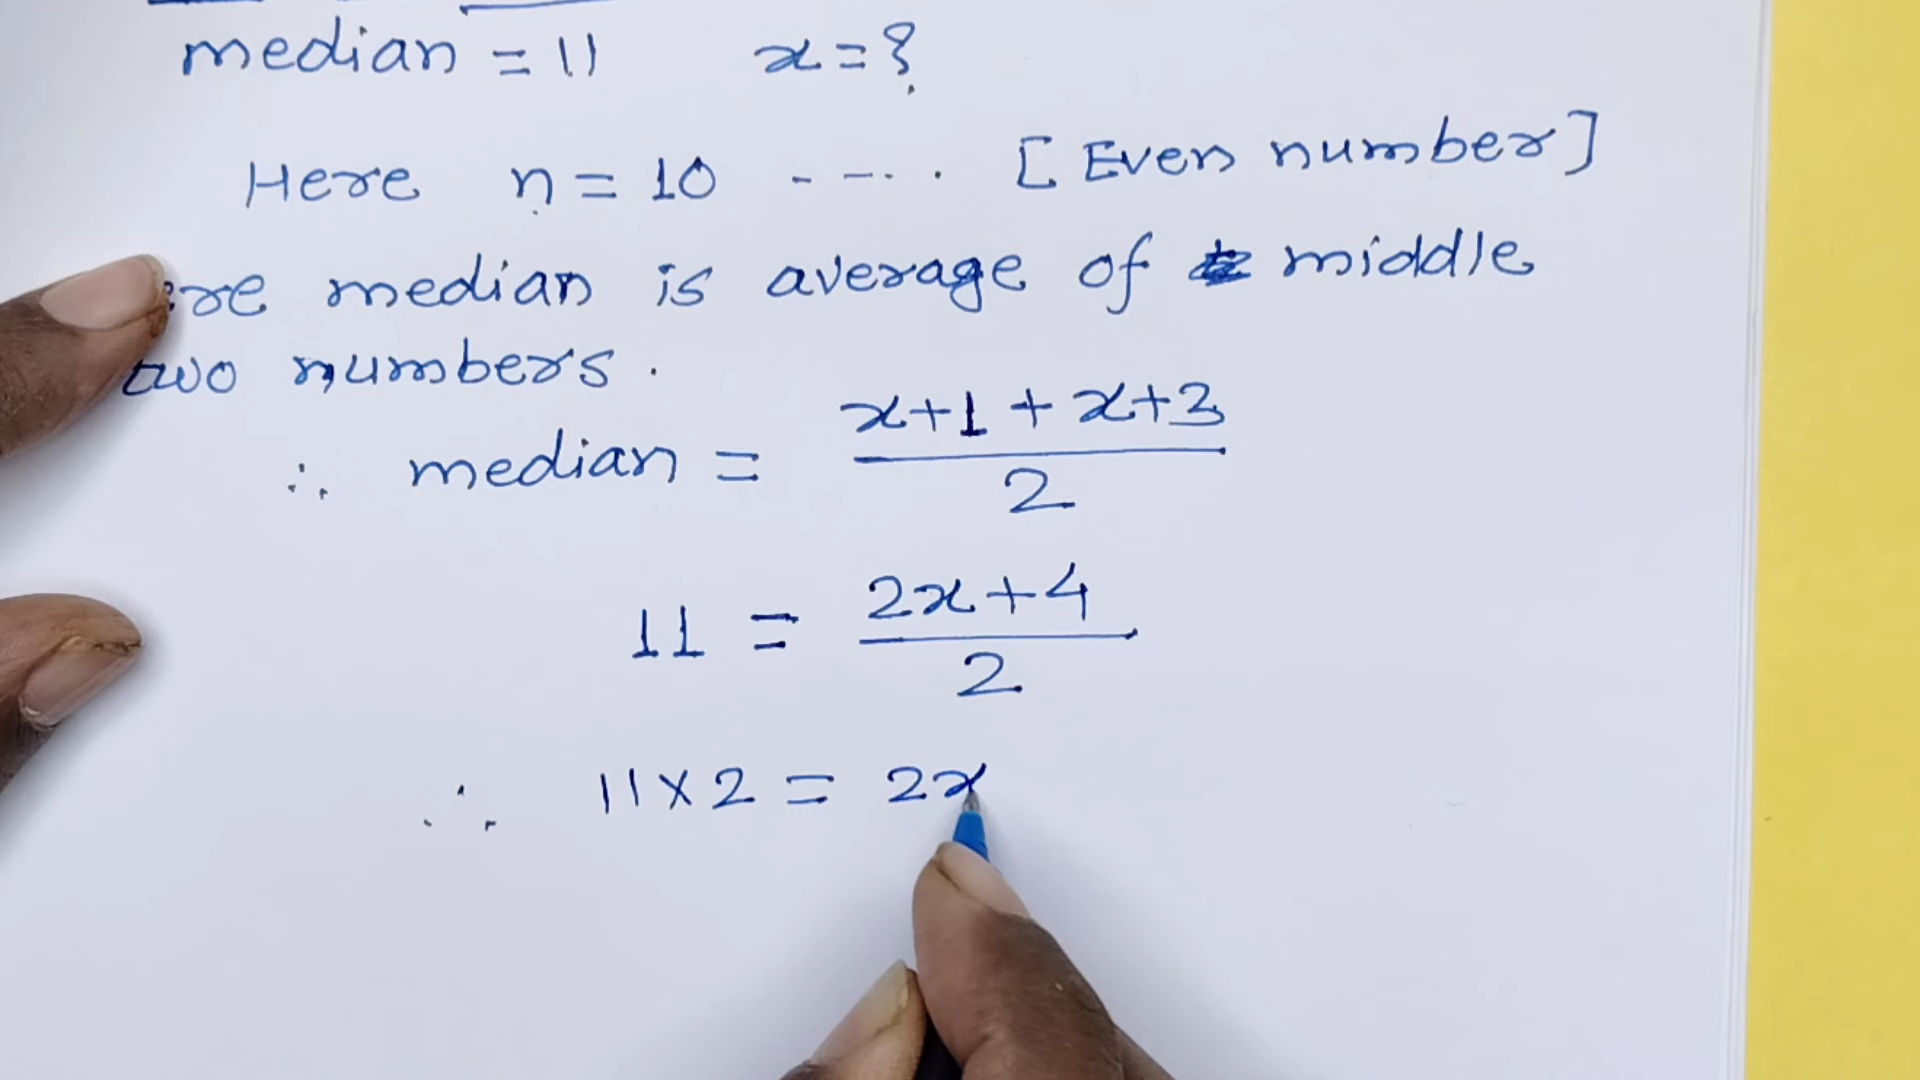 median = 11 x = ?
Here n = 10 ---- . [Even number]
median is average of middle
two numbers.
∴ median = x+1 + x+3 / 2
11 = 2x+4 / 2
∴ 11×2 = 2x